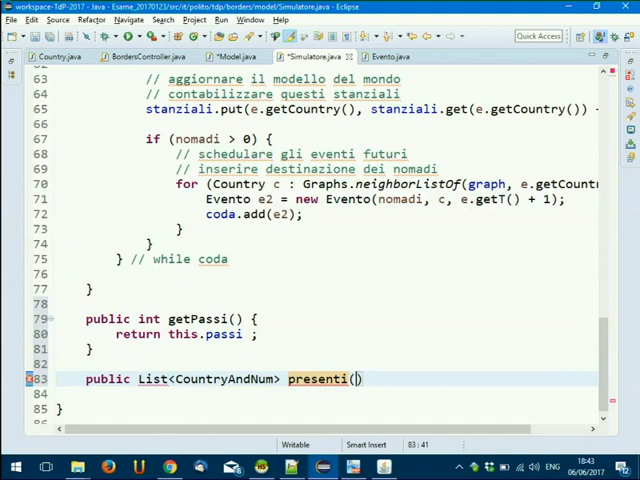 workspace-TdP-2017 - Java - Esame_20170123/src/it/polito/tdp/borders/model/Simulatore.java - Eclipse
File Edit Source Refactor Navigate Search Project Run Window Help
Quick Access
Country.java BordersController.java *Model.java *Simulatore.java Evento.java
62
63 // aggiornare il modello del mondo
64 // contabilizzare questi stanziali
65 stanziali.put(e.getCountry(), stanziali.get(e.getCountry()) +
66
67 if (nomadi > 0) {
68 // schedulare gli eventi futuri
69 // inserire destinazione dei nomadi
70 for (Country c : Graphs.neighborListOf(graph, e.getCount
71 Evento e2 = new Evento(nomadi, c, e.getT() + 1);
72 coda.add(e2);
73 }
74 }
75 } // while coda
76
77 }
78
79 public int getPassi() {
80 return this.passi ;
81 }
82
83 public List<CountryAndNum> presenti()
84
85 }
86
Writable Smart Insert 83 : 41
18:43
06/06/2017